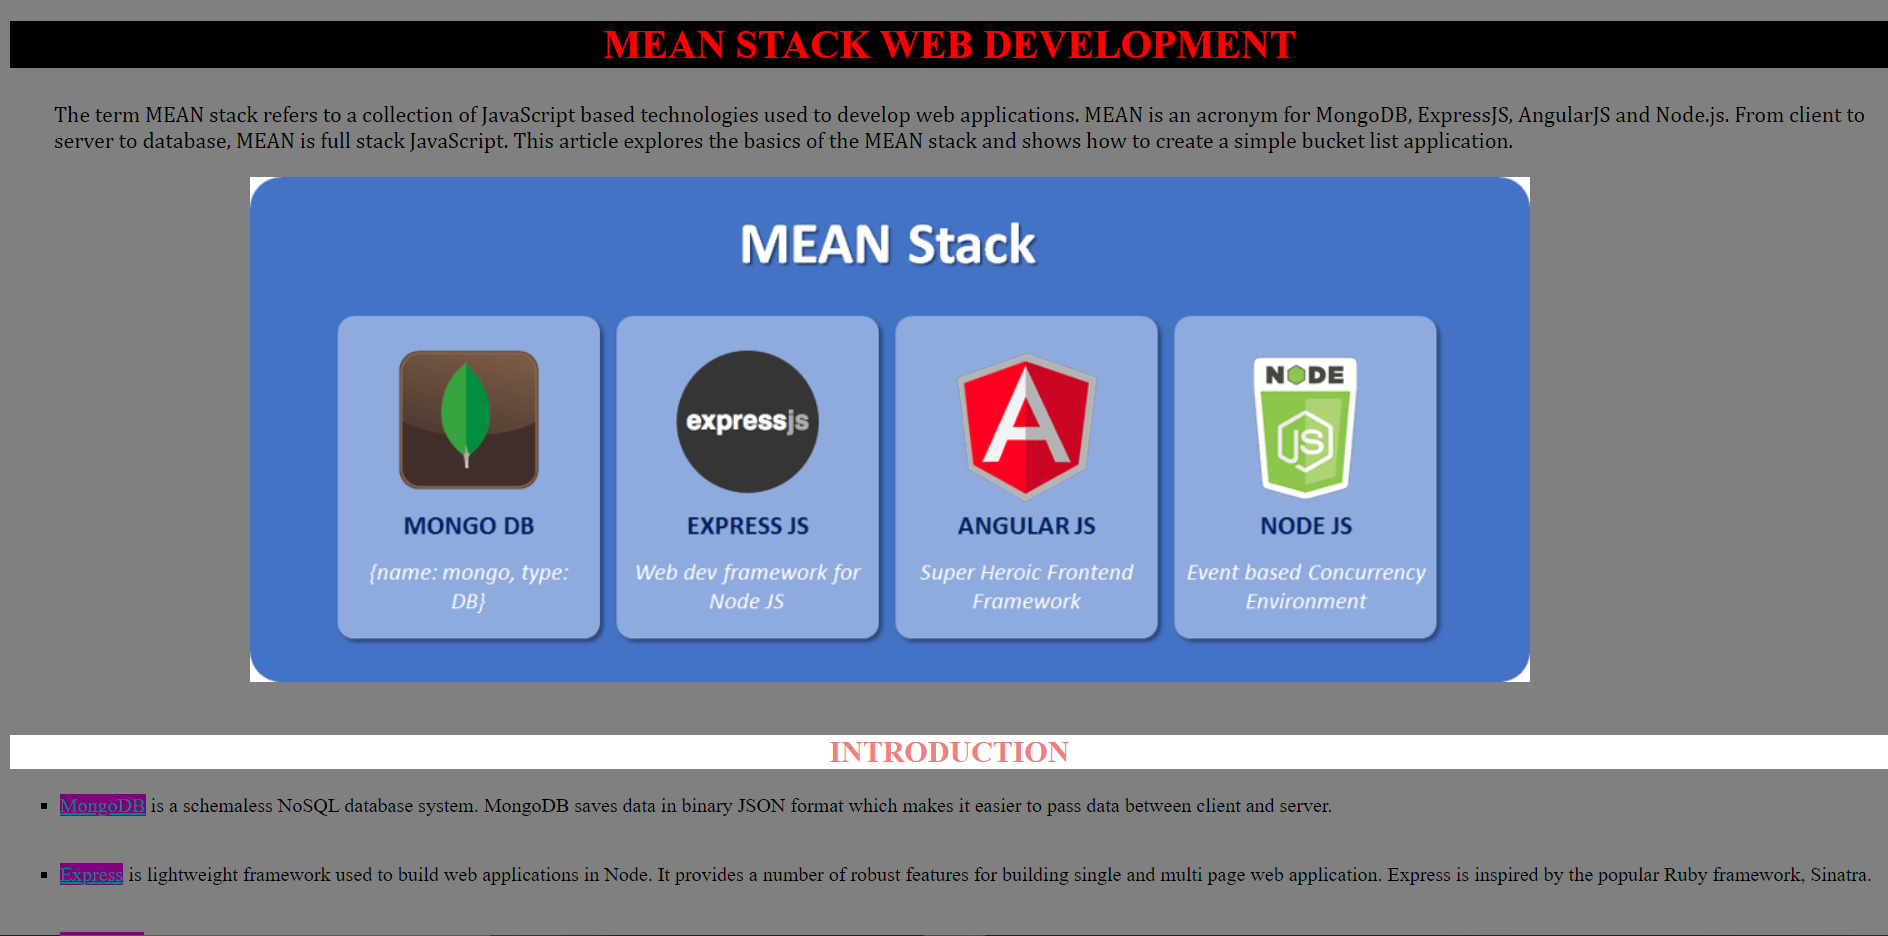 MEAN STACK WEB DEVELOPMENT
The term MEAN stack refers to a collection of JavaScript based technologies used to develop web applications. MEAN is an acronym for MongoDB, ExpressJS, AngularJS and Node.js. From client to
server to database, MEAN is full stack JavaScript. This article explores the basics of the MEAN stack and shows how to create a simple bucket list application.
MEAN Stack
expressjs
NODE
JS
MONGO DB
EXPRESS JS
ANGULAR JS
NODE JS
{name: mongo, type:
DB}
Web dev framework for
Node JS
Super Heroic Frontend
Framework
Event based Concurrency
Environment
INTRODUCTION
MongoDB is a schemaless NoSQL database system. MongoDB saves data in binary JSON format which makes it easier to pass data between client and server.
Express is lightweight framework used to build web applications in Node. It provides a number of robust features for building single and multi page web application. Express is inspired by the popular Ruby framework, Sinatra.